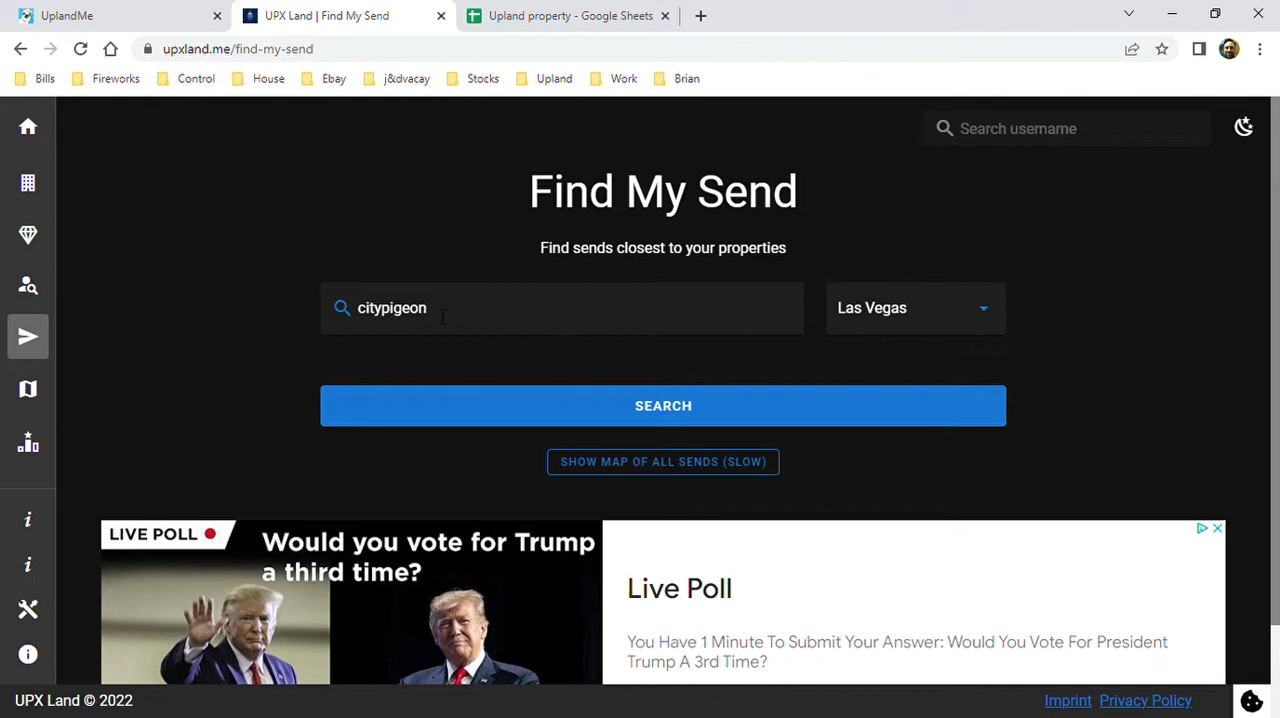 UplandMe
UPX Land | Find My Send
Upland property - Google Sheets
upxland.me/find-my-send
Bills
Fireworks
Control
House
Ebay
j&dvacy
Stocks
Upland
Work
Brian
Search username
Find My Send
Find sends closest to your properties
citypigeon
Las Vegas
SEARCH
SHOW MAP OF ALL SENDS (SLOW)
LIVE POLL
Would you vote for Trump
a third time?
Live Poll
You Have 1 Minute To Submit Your Answer: Would You Vote For President
Trump A 3rd Time?
UPX Land © 2022
Imprint
Privacy Policy